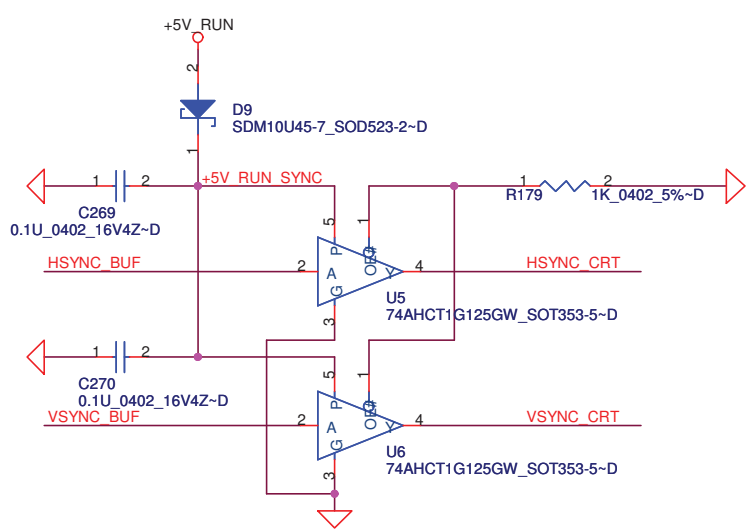 +5V_RUN
2
D9
SDM10U45-7_SOD523-2~D
1
1 2
+5V_RUN_SYNC
1 2
R179 1K_0402_5%~D
C269
0.1U_0402_16V4Z~D
5 1
P OE#
HSYNC_BUF 2 A Y 4 HSYNC_CRT
G
U5
74AHCT1G125GW_SOT353-5~D
3
1 2
C270
0.1U_0402_16V4Z~D
5 1
P OE#
VSYNC_BUF 2 A Y 4 VSYNC_CRT
G
U6
74AHCT1G125GW_SOT353-5~D
3